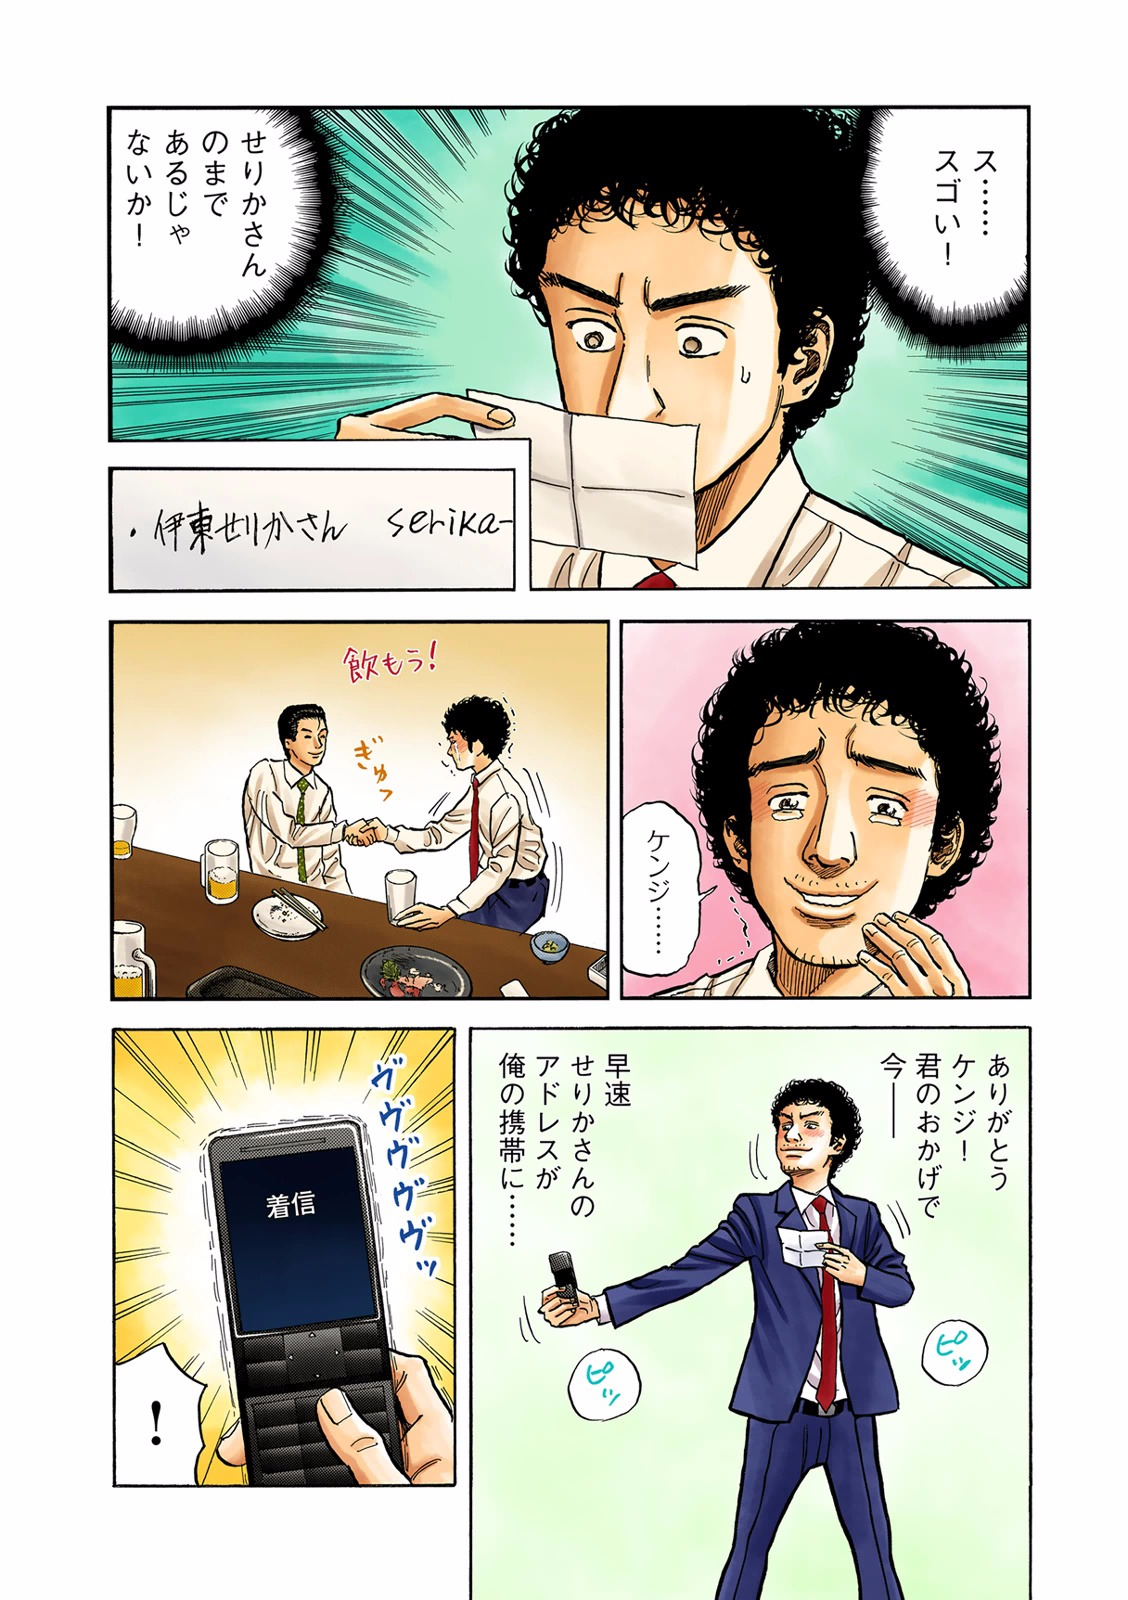 ス……
スゴい！
せりかさん
のまで
あるじゃ
ないか！
・伊東せりかさん serika-
ケンジ……
飲もう！
ぎゅっ
ありがとう
ケンジ！
君のおかげで
今――
早速
せりかさんの
アドレスが
俺の携帯に……
ピッ
ピッ
ヴヴヴヴヴッ
着信
！